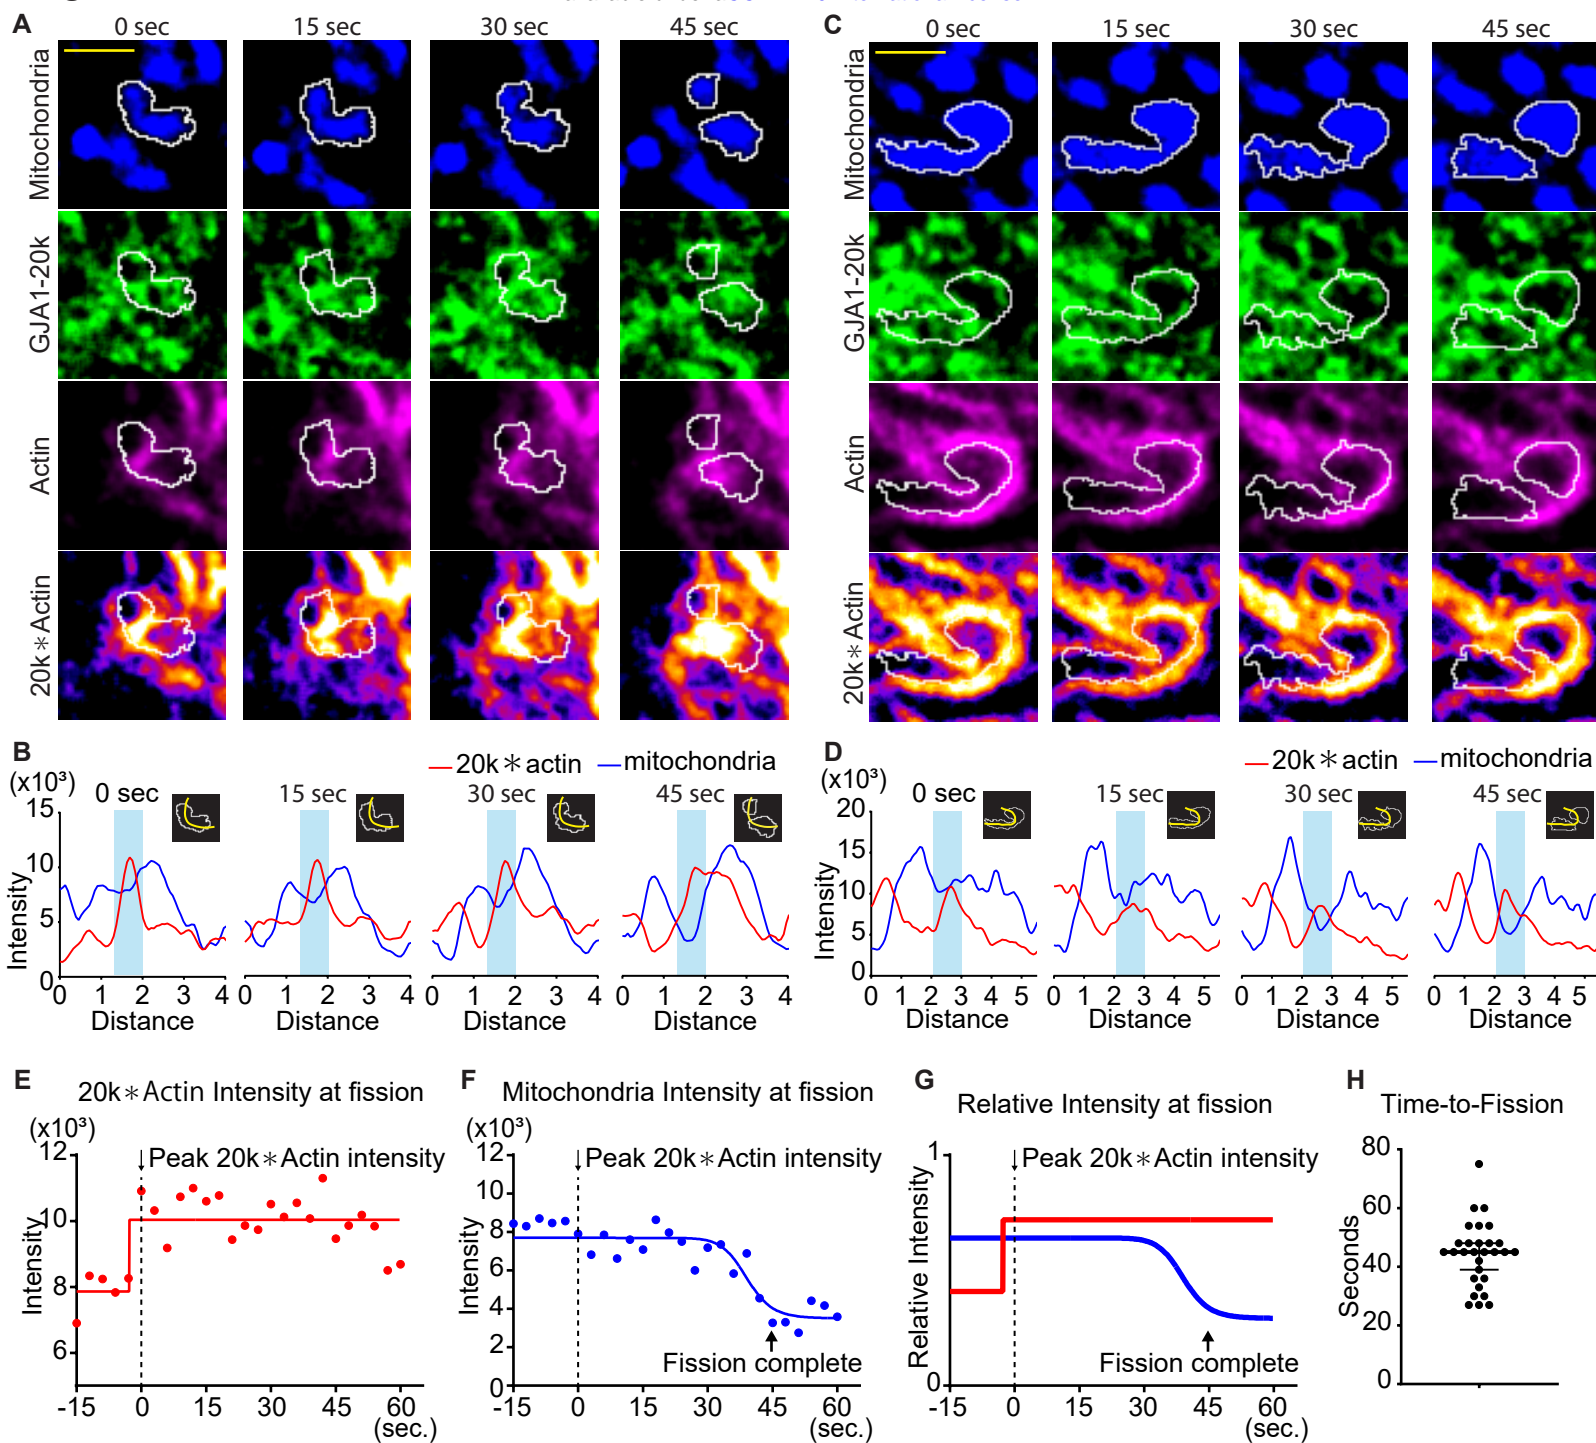 A
0 sec
15 sec
30 sec
45 sec
C
0 sec
15 sec
30 sec
45 sec
Mitochondria
GJA1-20k
Actin
20k∗Actin
Mitochondria
GJA1-20k
Actin
20k∗Actin
B
20k∗actin
mitochondria
(x10³)
Intensity
0 sec
15 sec
30 sec
45 sec
15
10
5
0
0 1 2 3 4
0 1 2 3 4
0 1 2 3 4
0 1 2 3 4
Distance
Distance
Distance
Distance
D
20k∗actin
mitochondria
(x10³)
Intensity
0 sec
15 sec
30 sec
45 sec
20
15
10
5
0
0 1 2 3 4 5
0 1 2 3 4 5
0 1 2 3 4 5
0 1 2 3 4 5
Distance
Distance
Distance
Distance
E
20k∗Actin Intensity at fission
(x10³)
Peak 20k∗Actin intensity
Intensity
12
10
8
6
-15 0 15 30 45 60
(sec.)
F
Mitochondria Intensity at fission
(x10³)
Peak 20k∗Actin intensity
Intensity
12
10
8
6
4
2
0
Fission complete
-15 0 15 30 45 60
(sec.)
G
Relative Intensity at fission
Peak 20k∗Actin intensity
Relative Intensity
1
0
Fission complete
-15 0 15 30 45 60
(sec.)
H
Time-to-Fission
Seconds
80
60
40
20
0